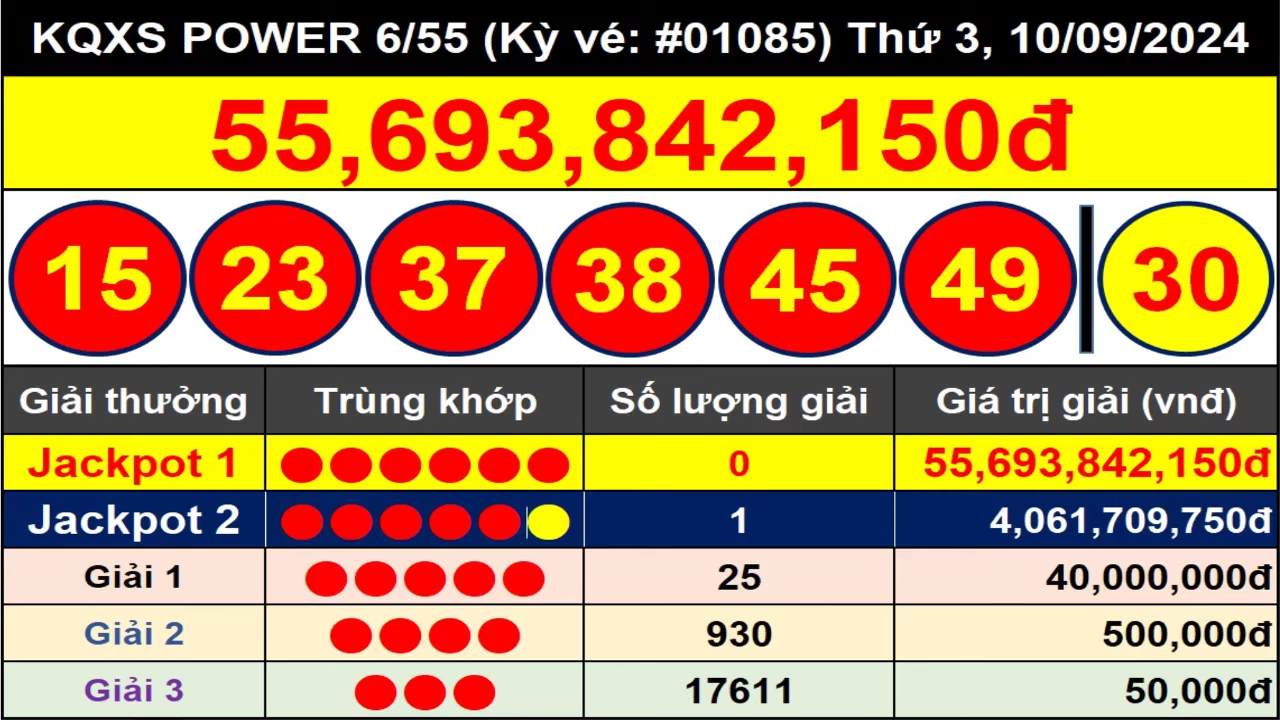 KQXS POWER 6/55 (Kỳ vé: #01085) Thứ 3, 10/09/2024
55,693,842,150đ
15 23 37 38 45 49 30
Giải thưởng Trùng khớp Số lượng giải Giá trị giải (vnđ)
Jackpot 1 0 55,693,842,150đ
Jackpot 2 1 4,061,709,750đ
Giải 1 25 40,000,000đ
Giải 2 930 500,000đ
Giải 3 17611 50,000đ